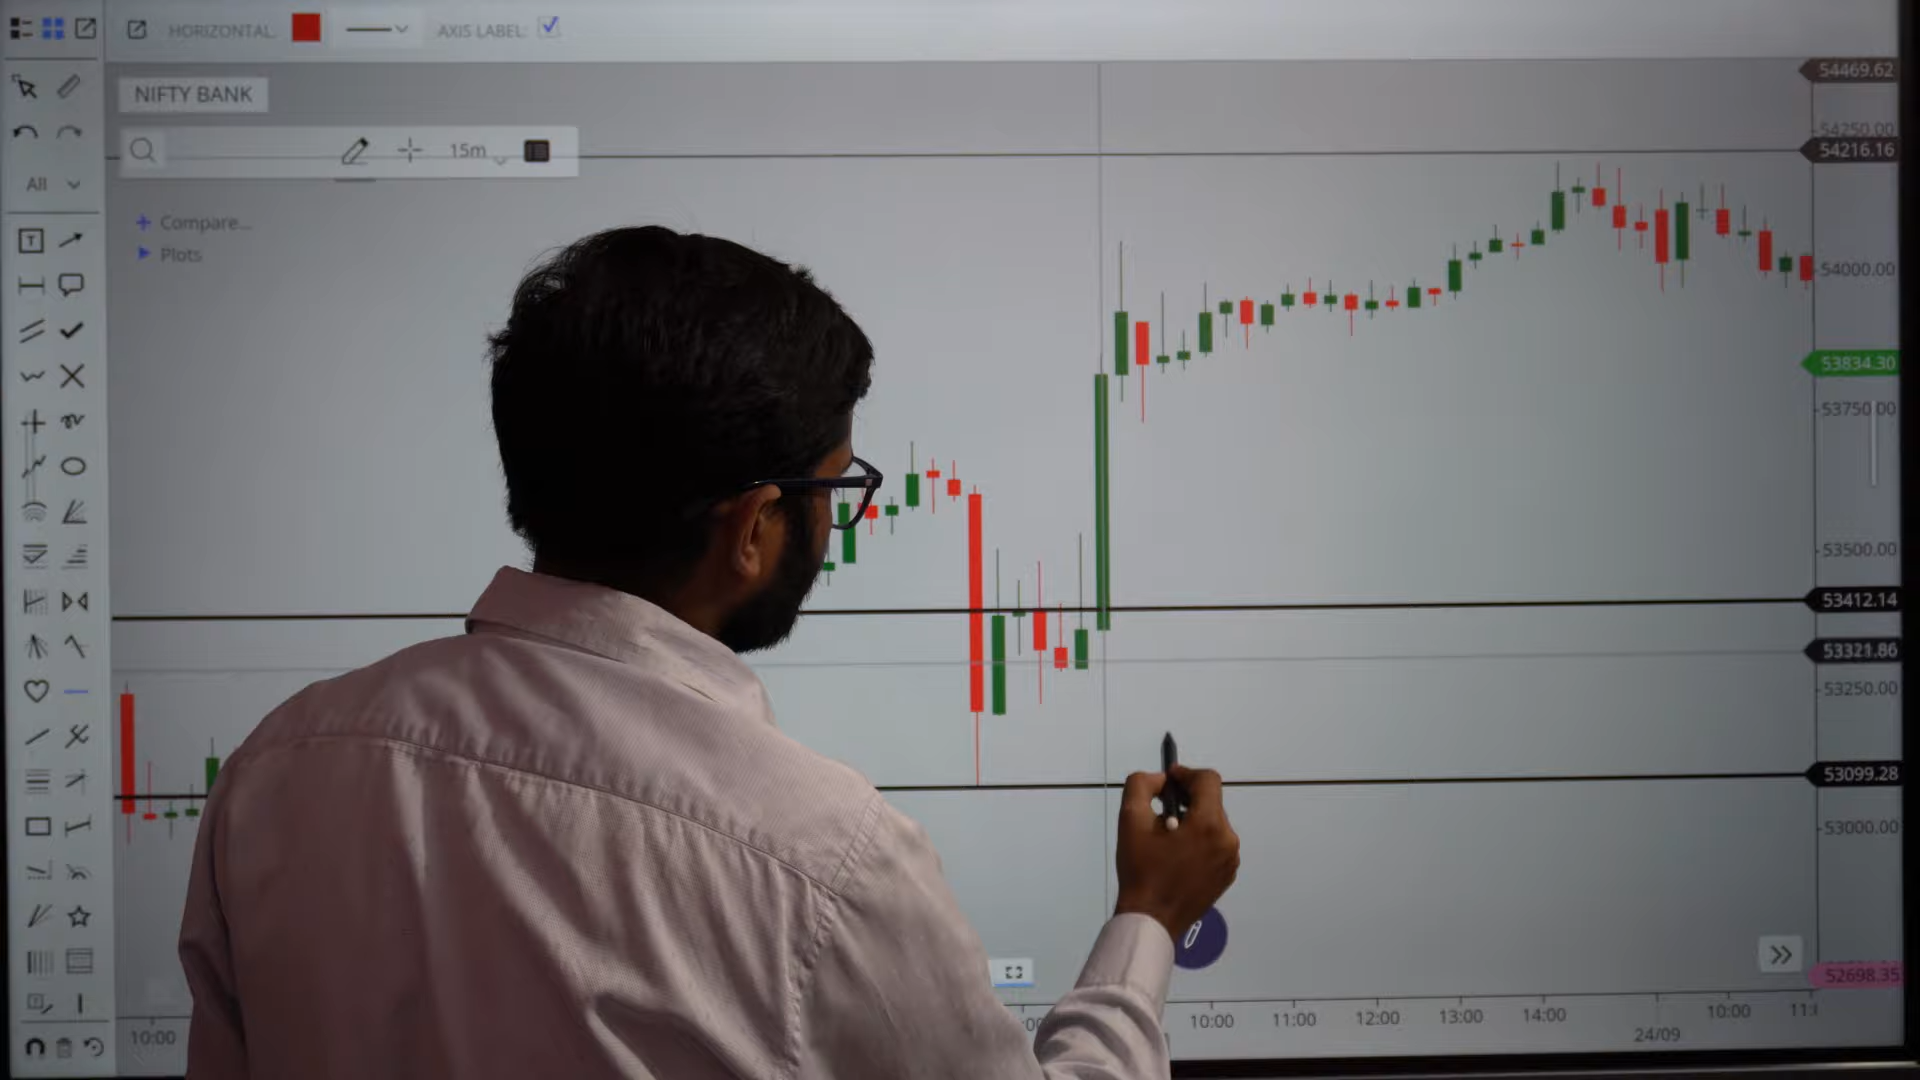 HORIZONTAL:
AXIS LABEL:
NIFTY BANK
15m
All
Compare...
Plots
54469.62
54250.00
54216.16
54000.00
53834.30
53750.00
53500.00
53412.14
53321.86
53250.00
53099.28
53000.00
52698.35
10:00
10:00 11:00 12:00 13:00 14:00 10:00
24/09